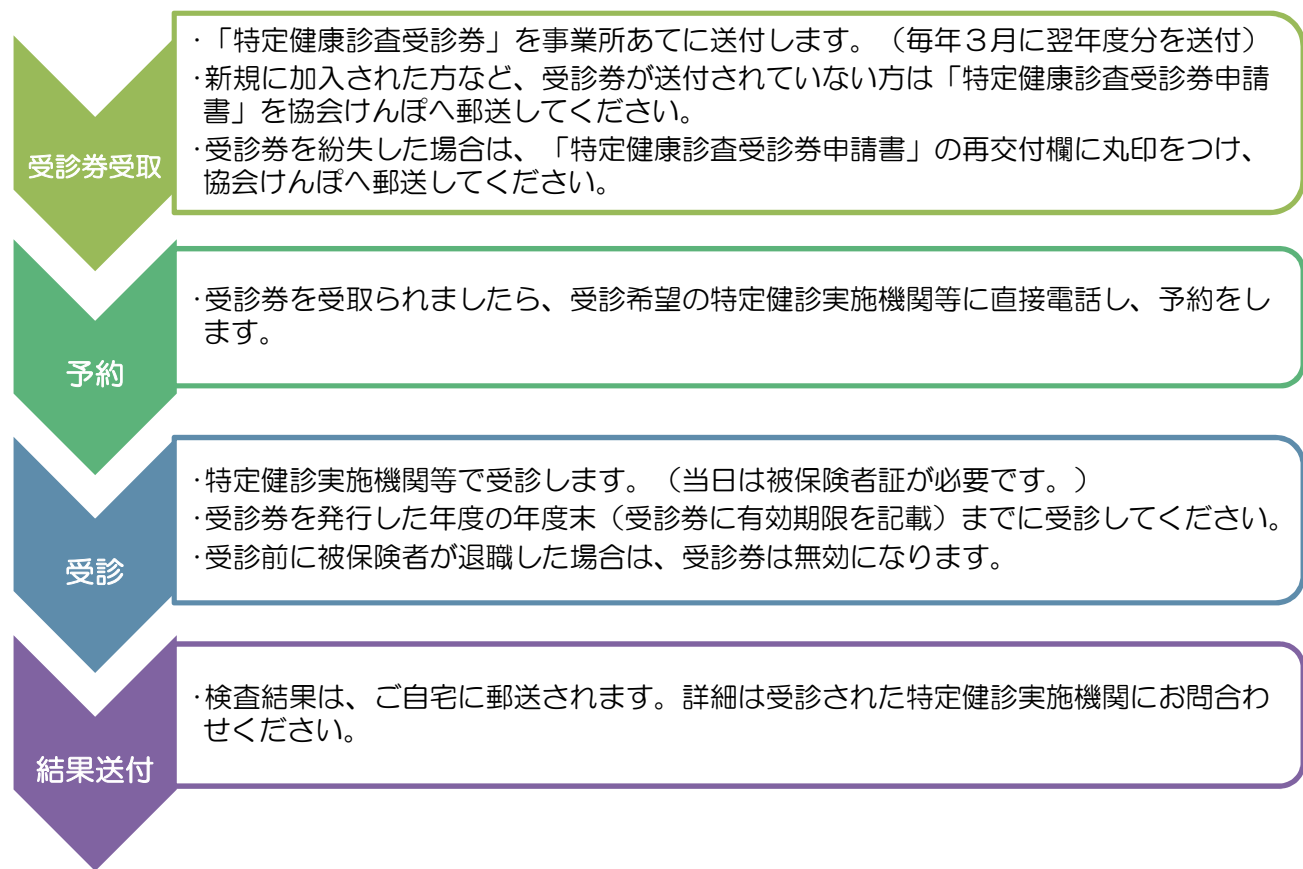 ・「特定健康診査受診券」を事業所あてに送付します。（毎年３月に翌年度分を送付）
・新規に加入された方など、受診券が送付されていない方は「特定健康診査受診券申請
書」を協会けんぽへ郵送してください。
・受診券を紛失した場合は、「特定健康診査受診券申請書」の再交付欄に丸印をつけ、
協会けんぽへ郵送してください。
受診券受取
・受診券を受取られましたら、受診希望の特定健診実施機関等に直接電話し、予約をし
ます。
予約
・特定健診実施機関等で受診します。（当日は被保険者証が必要です。）
・受診券を発行した年度の年度末（受診券に有効期限を記載）までに受診してください。
・受診前に被保険者が退職した場合は、受診券は無効になります。
受診
・検査結果は、ご自宅に郵送されます。詳細は受診された特定健診実施機関にお問合わ
せください。
結果送付